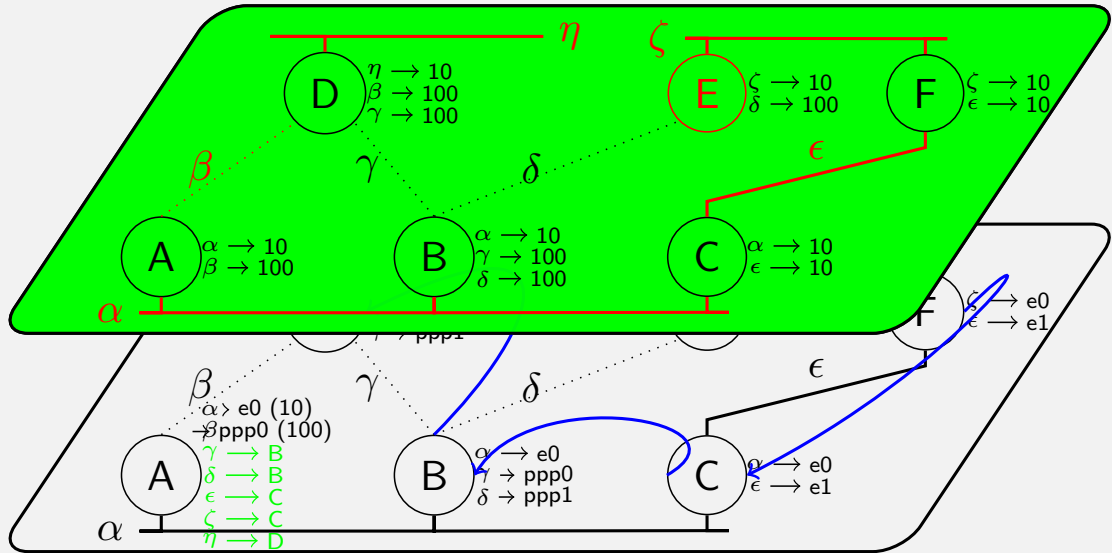 η
ζ
D
η → 10
β → 100
γ → 100
E
ζ → 10
δ → 100
F
ζ → 10
ϵ → 10
β
γ
δ
ϵ
A
α → 10
β → 100
B
α → 10
γ → 100
δ → 100
C
α → 10
ϵ → 10
α
ppp1
F
ζ → e0
ϵ → e1
β
γ
δ
ϵ
A
α → e0 (10)
β → ppp0 (100)
γ → B
δ → B
ϵ → C
ζ → C
η → D
B
α → e0
γ → ppp0
δ → ppp1
C
α → e0
ϵ → e1
α